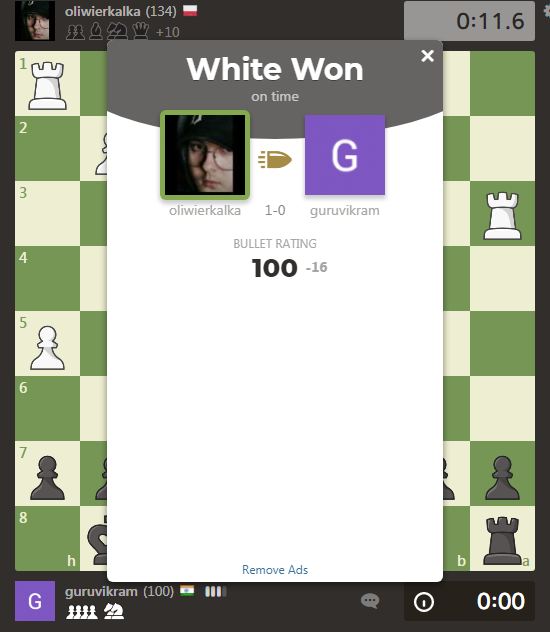 oliwierkalka (134)
+10
0:11.6
1
White Won
on time
2
G
3
oliwierkalka 1-0 guruvikram
BULLET RATING
4
100 -16
5
6
7
8
h b a
Remove Ads
G
guruvikram (100)
0:00